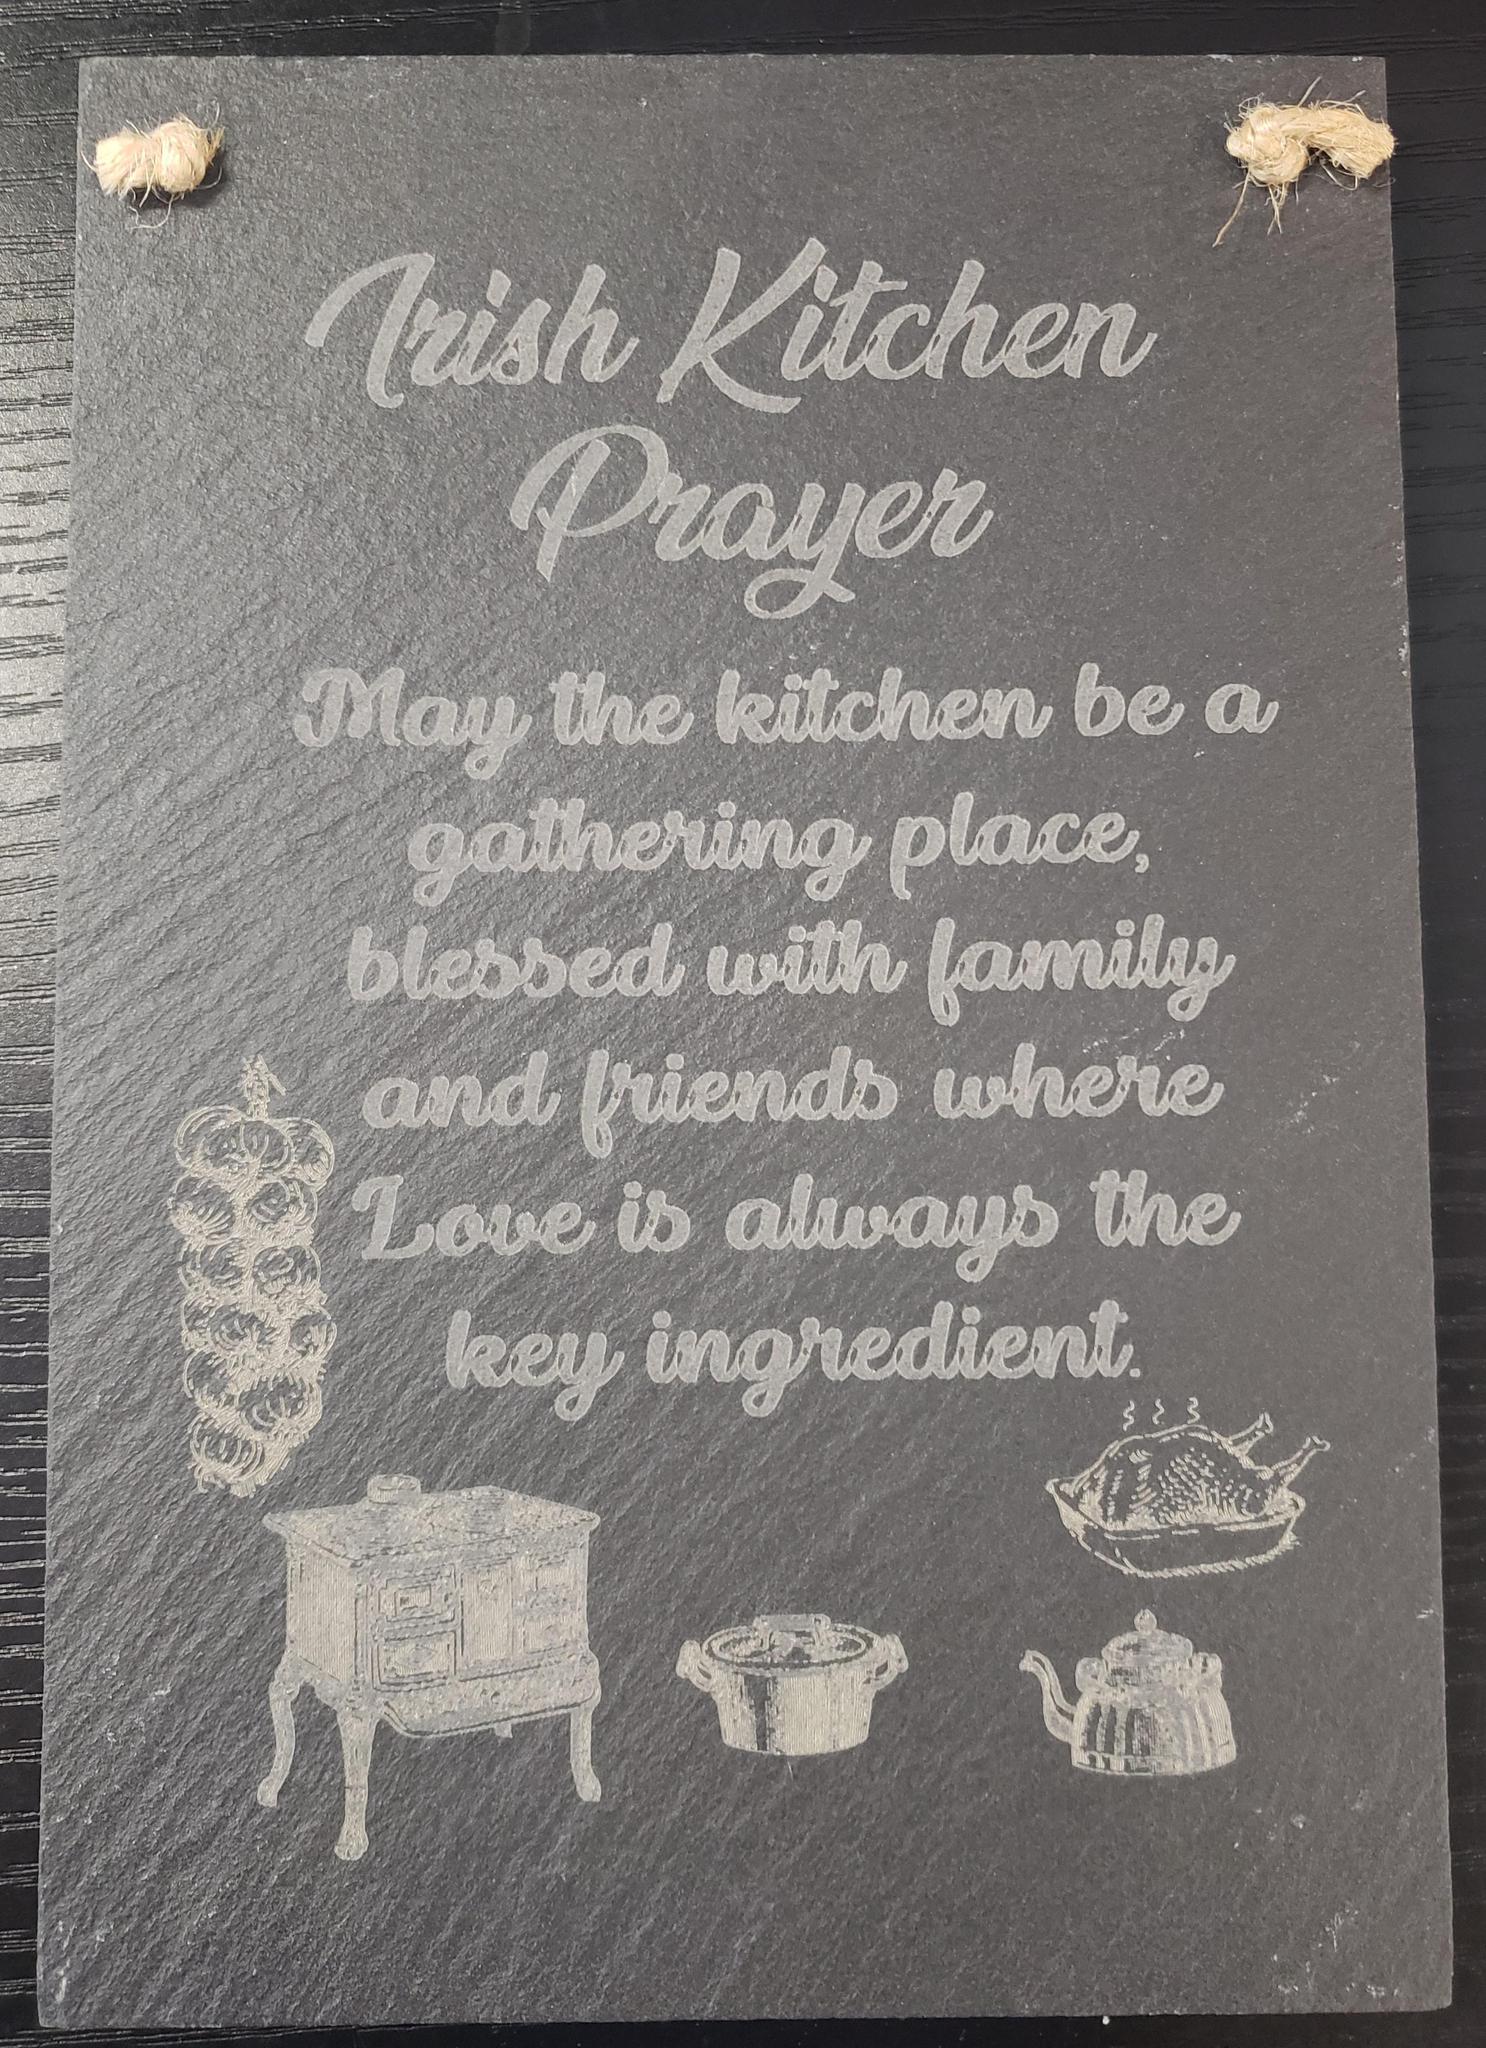 Irish Kitchen
Prayer
May the kitchen be a
gathering place,
blessed with family
and friends where
Love is always the
key ingredient.